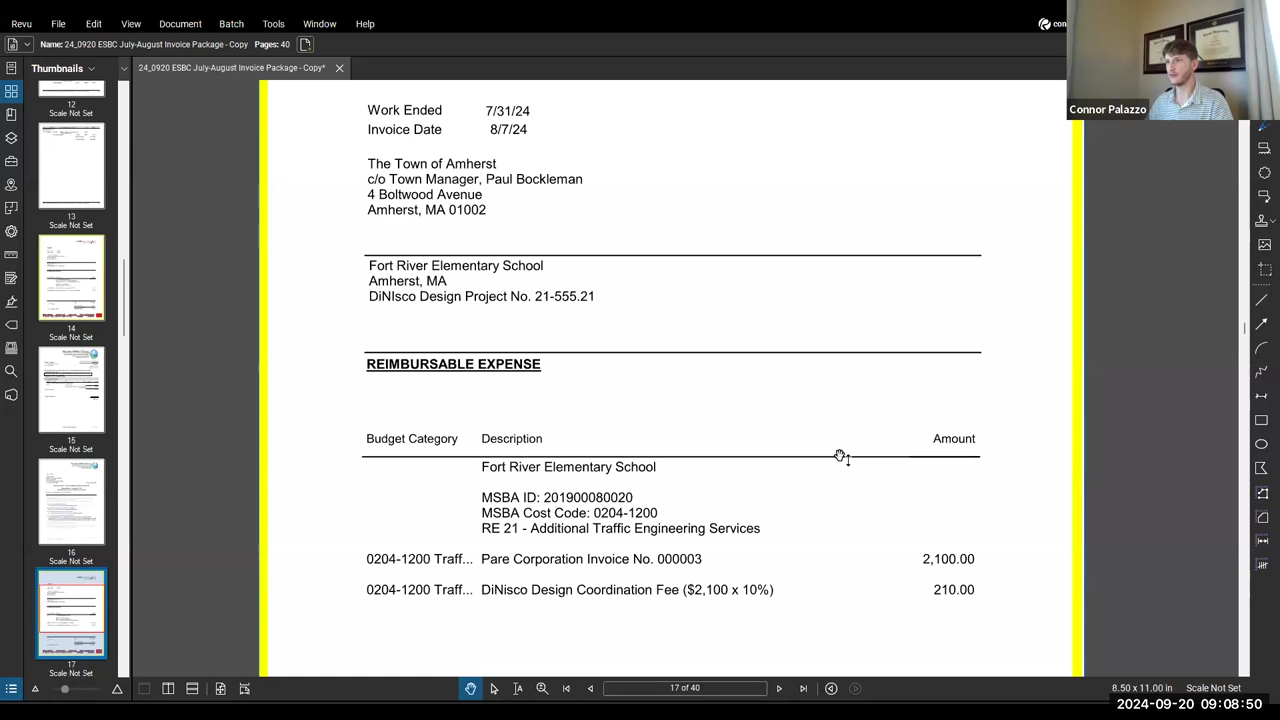 Revu File Edit View Document Batch Tools Window Help
Name: 24_0920 ESBC July-August Invoice Package - Copy Pages: 40
Thumbnails
24_0920 ESBC July-August Invoice Package - Copy*
Connor Palazzo
12
Scale Not Set
13
Scale Not Set
14
Scale Not Set
15
Scale Not Set
16
Scale Not Set
17
Scale Not Set
Work Ended 7/31/24
Invoice Date 8/7/24
The Town of Amherst
c/o Town Manager, Paul Bockleman
4 Boltwood Avenue
Amherst, MA 01002
Fort River Elementary School
Amherst, MA
DiNIsco Design Project No. 21-555.21
REIMBURSABLE EXPENSE
Budget Category Description Amount
Fort River Elementary School
MSBA ID: 201900080020
MSBA Cost Code: 0204-1200
RE 21 - Additional Traffic Engineering Services
0204-1200 Traff... Pare Corporation Invoice No. 000003 2,100.00
0204-1200 Traff... DiNisco Design Coordination Fee ($2,100 x 10%) 210.00
17 of 40
8.50 x 11.00 in Scale Not Set
2024-09-20 09:08:50